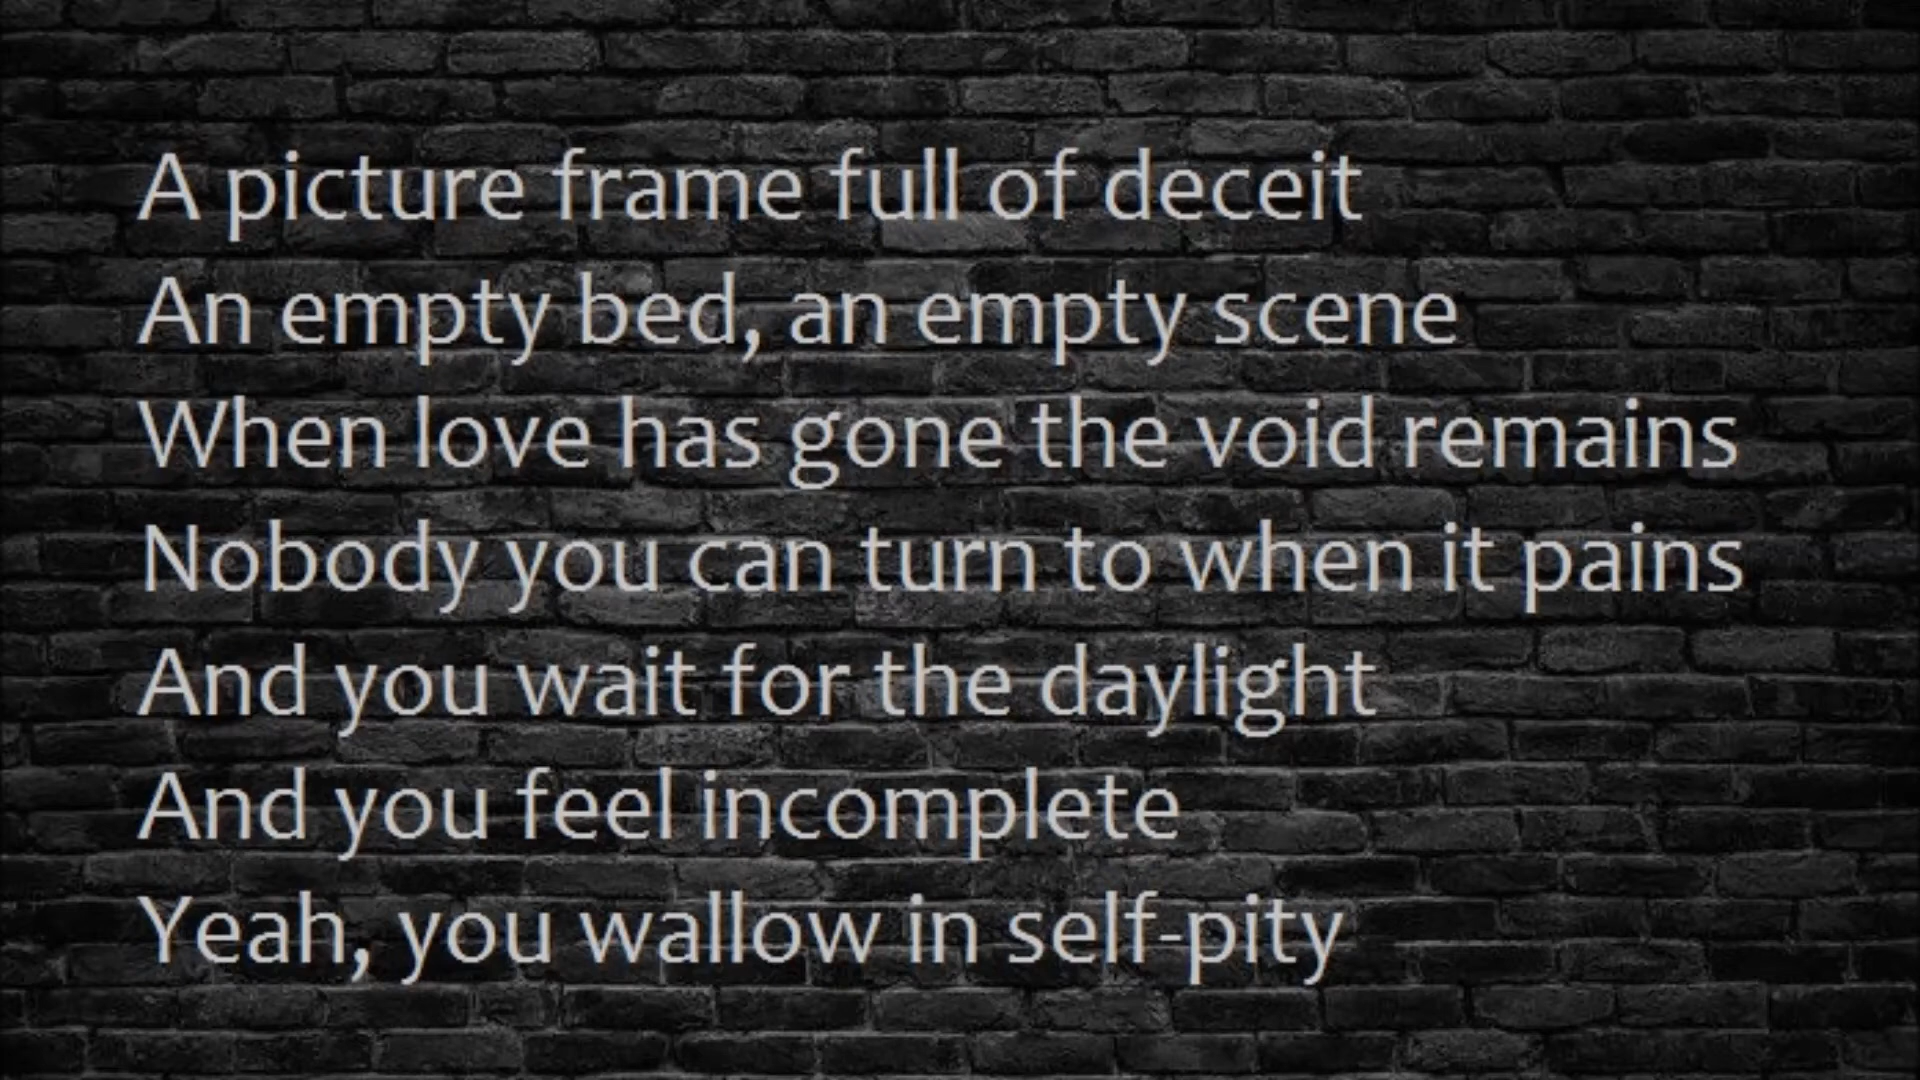 A picture frame full of deceit
An empty bed, an empty scene
When love has gone the void remains
Nobody you can turn to when it pains
And you wait for the daylight
And you feel incomplete
Yeah, you wallow in self-pity